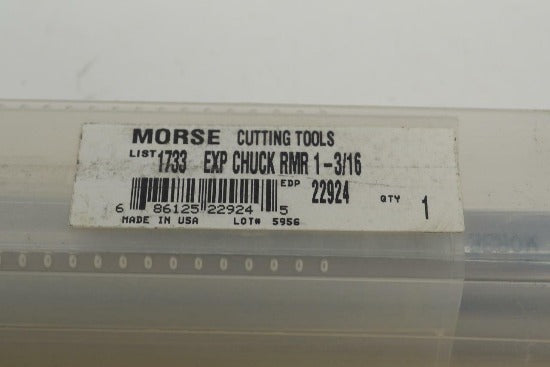 MORSE CUTTING TOOLS
LIST 1733 EXP CHUCK RMR 1-3/16
EDP 22924 QTY 1
6 86125 22924 5
MADE IN USA LOT# 5956